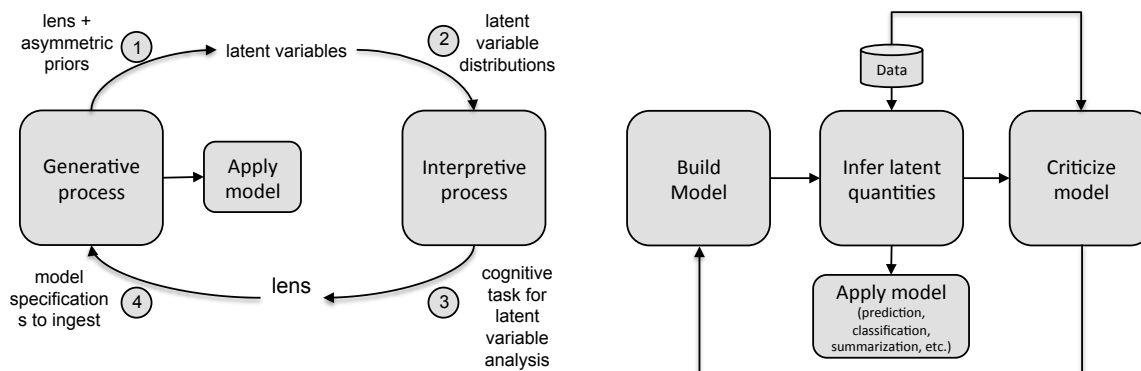 lens +
asymmetric
priors
1
latent variables
2
latent
variable
distributions
Generative
process
Apply
model
Interpretive
process
model
specification
s to ingest
4
lens
3
cognitive
task for
latent
variable
analysis
Data
Build
Model
Infer latent
quantities
Criticize
model
Apply model
(prediction,
classification,
summarization, etc.)